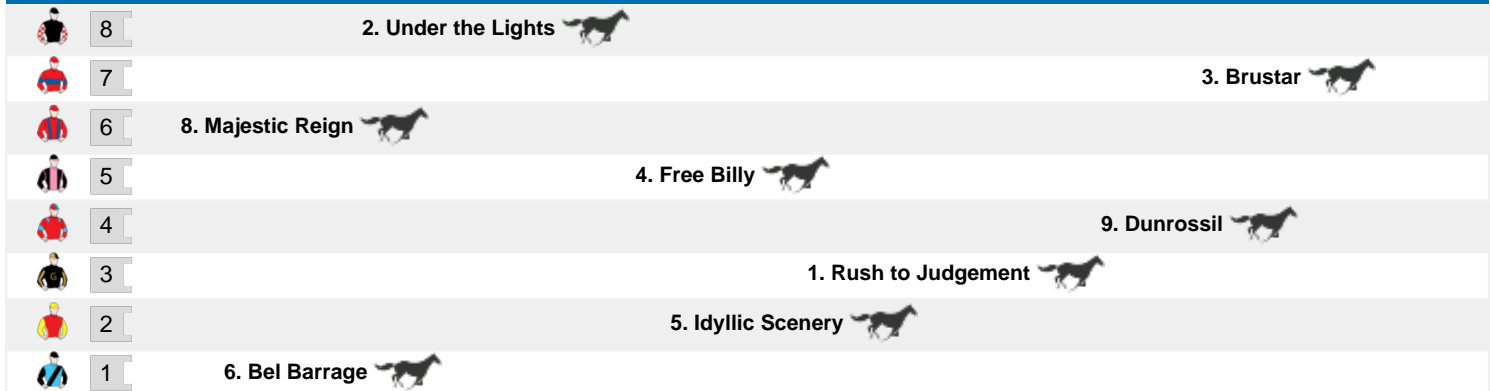 8 2. Under the Lights
7 3. Brustar
6 8. Majestic Reign
5 4. Free Billy
4 9. Dunrossil
G 3 1. Rush to Judgement
2 5. Idyllic Scenery
1 6. Bel Barrage